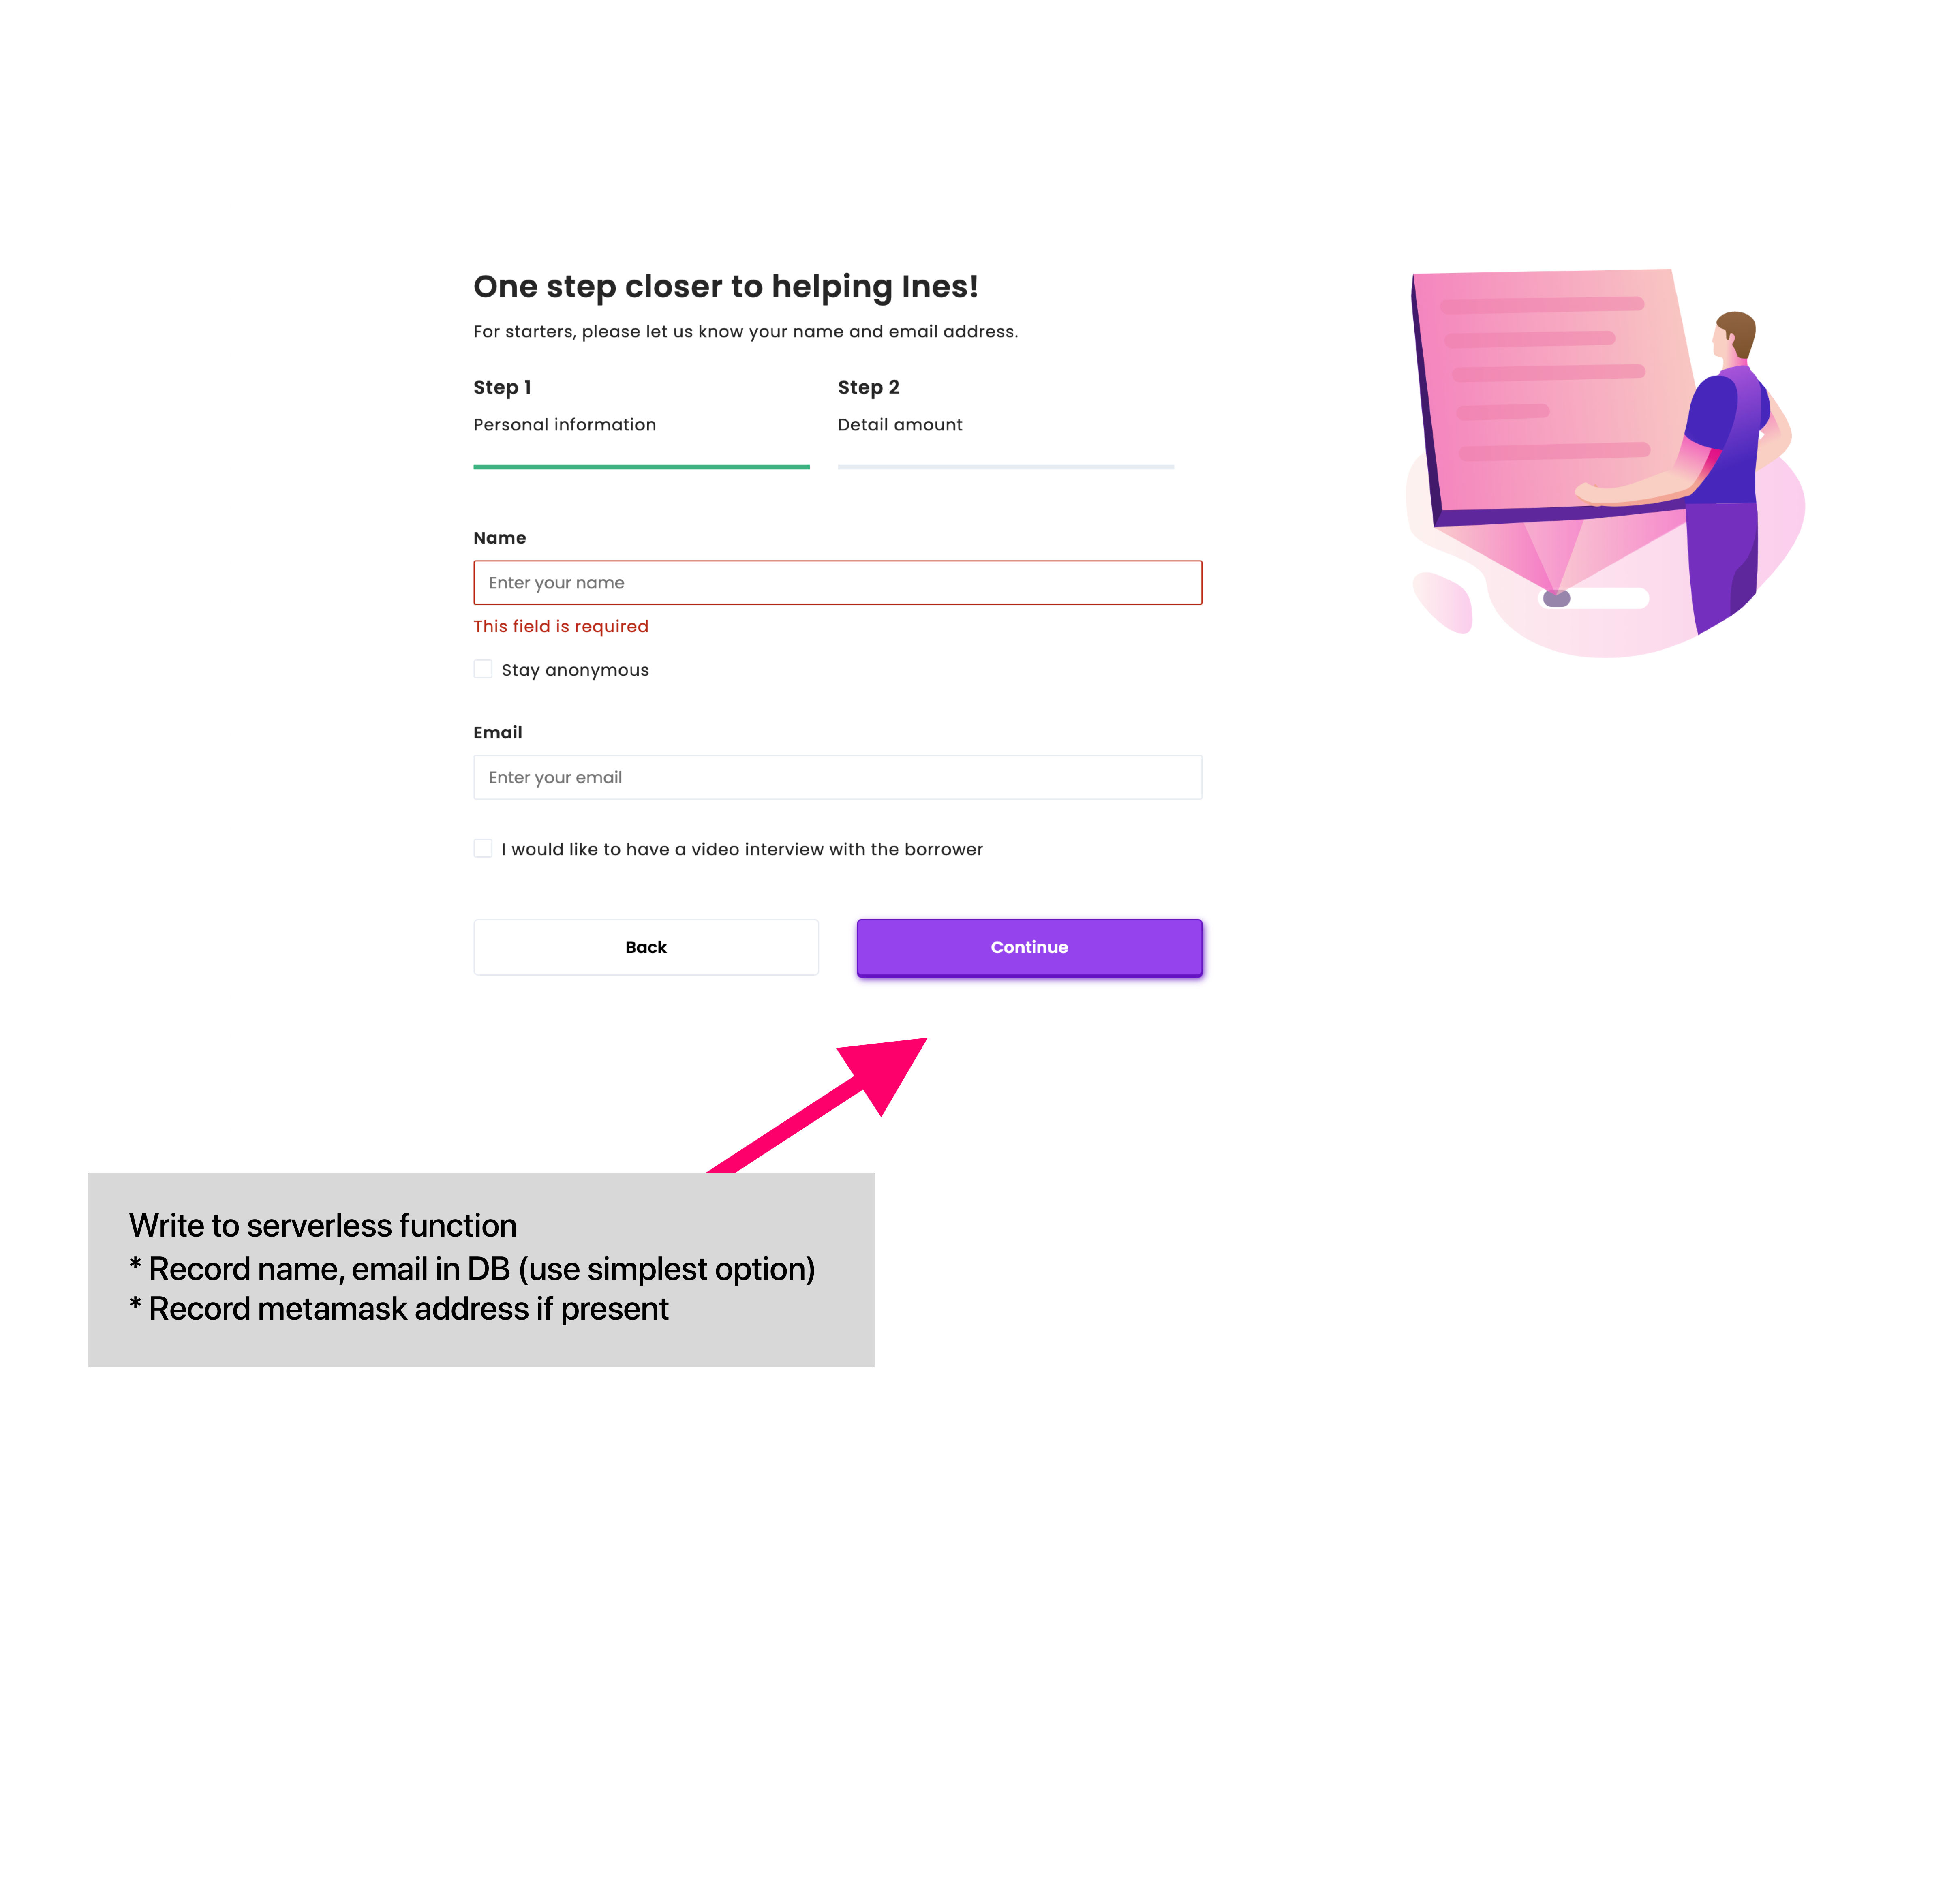 One step closer to helping Ines!
For starters, please let us know your name and email address.
Step 1
Step 2
Personal information
Detail amount
Name
Enter your name
This field is required
Stay anonymous
Email
Enter your email
I would like to have a video interview with the borrower
Back
Continue
Write to serverless function
* Record name, email in DB (use simplest option)
* Record metamask address if present